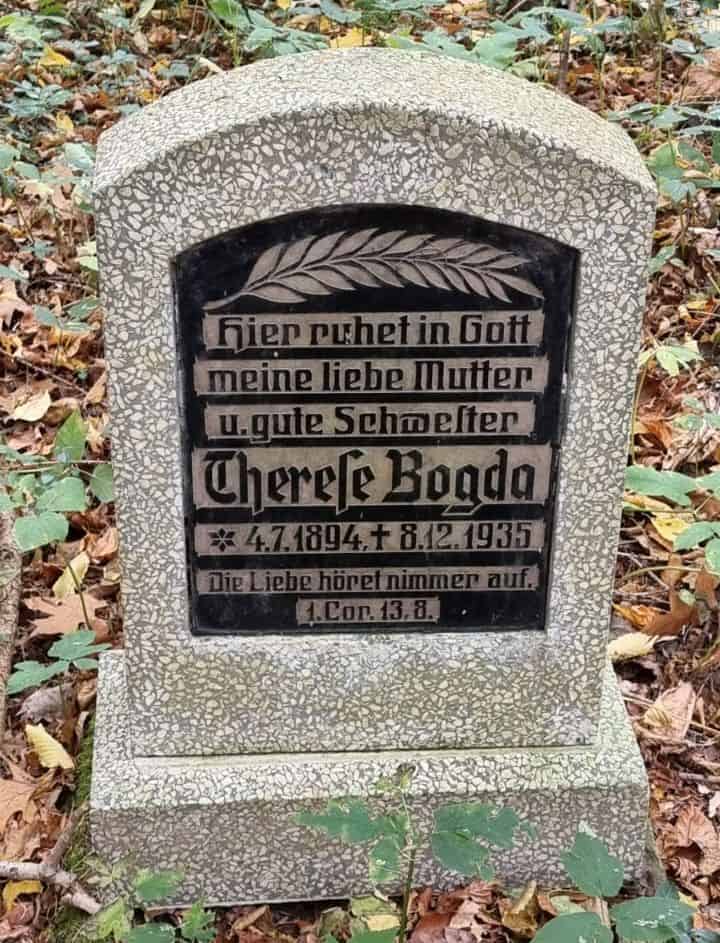 Hier ruhet in Gott
meine liebe Mutter
u. gute Schweſter
Thereſe Bogda
✲ 4.7.1894, ✝ 8.12.1935
Die Liebe höret nimmer auf.
1. Cor. 13, 8.